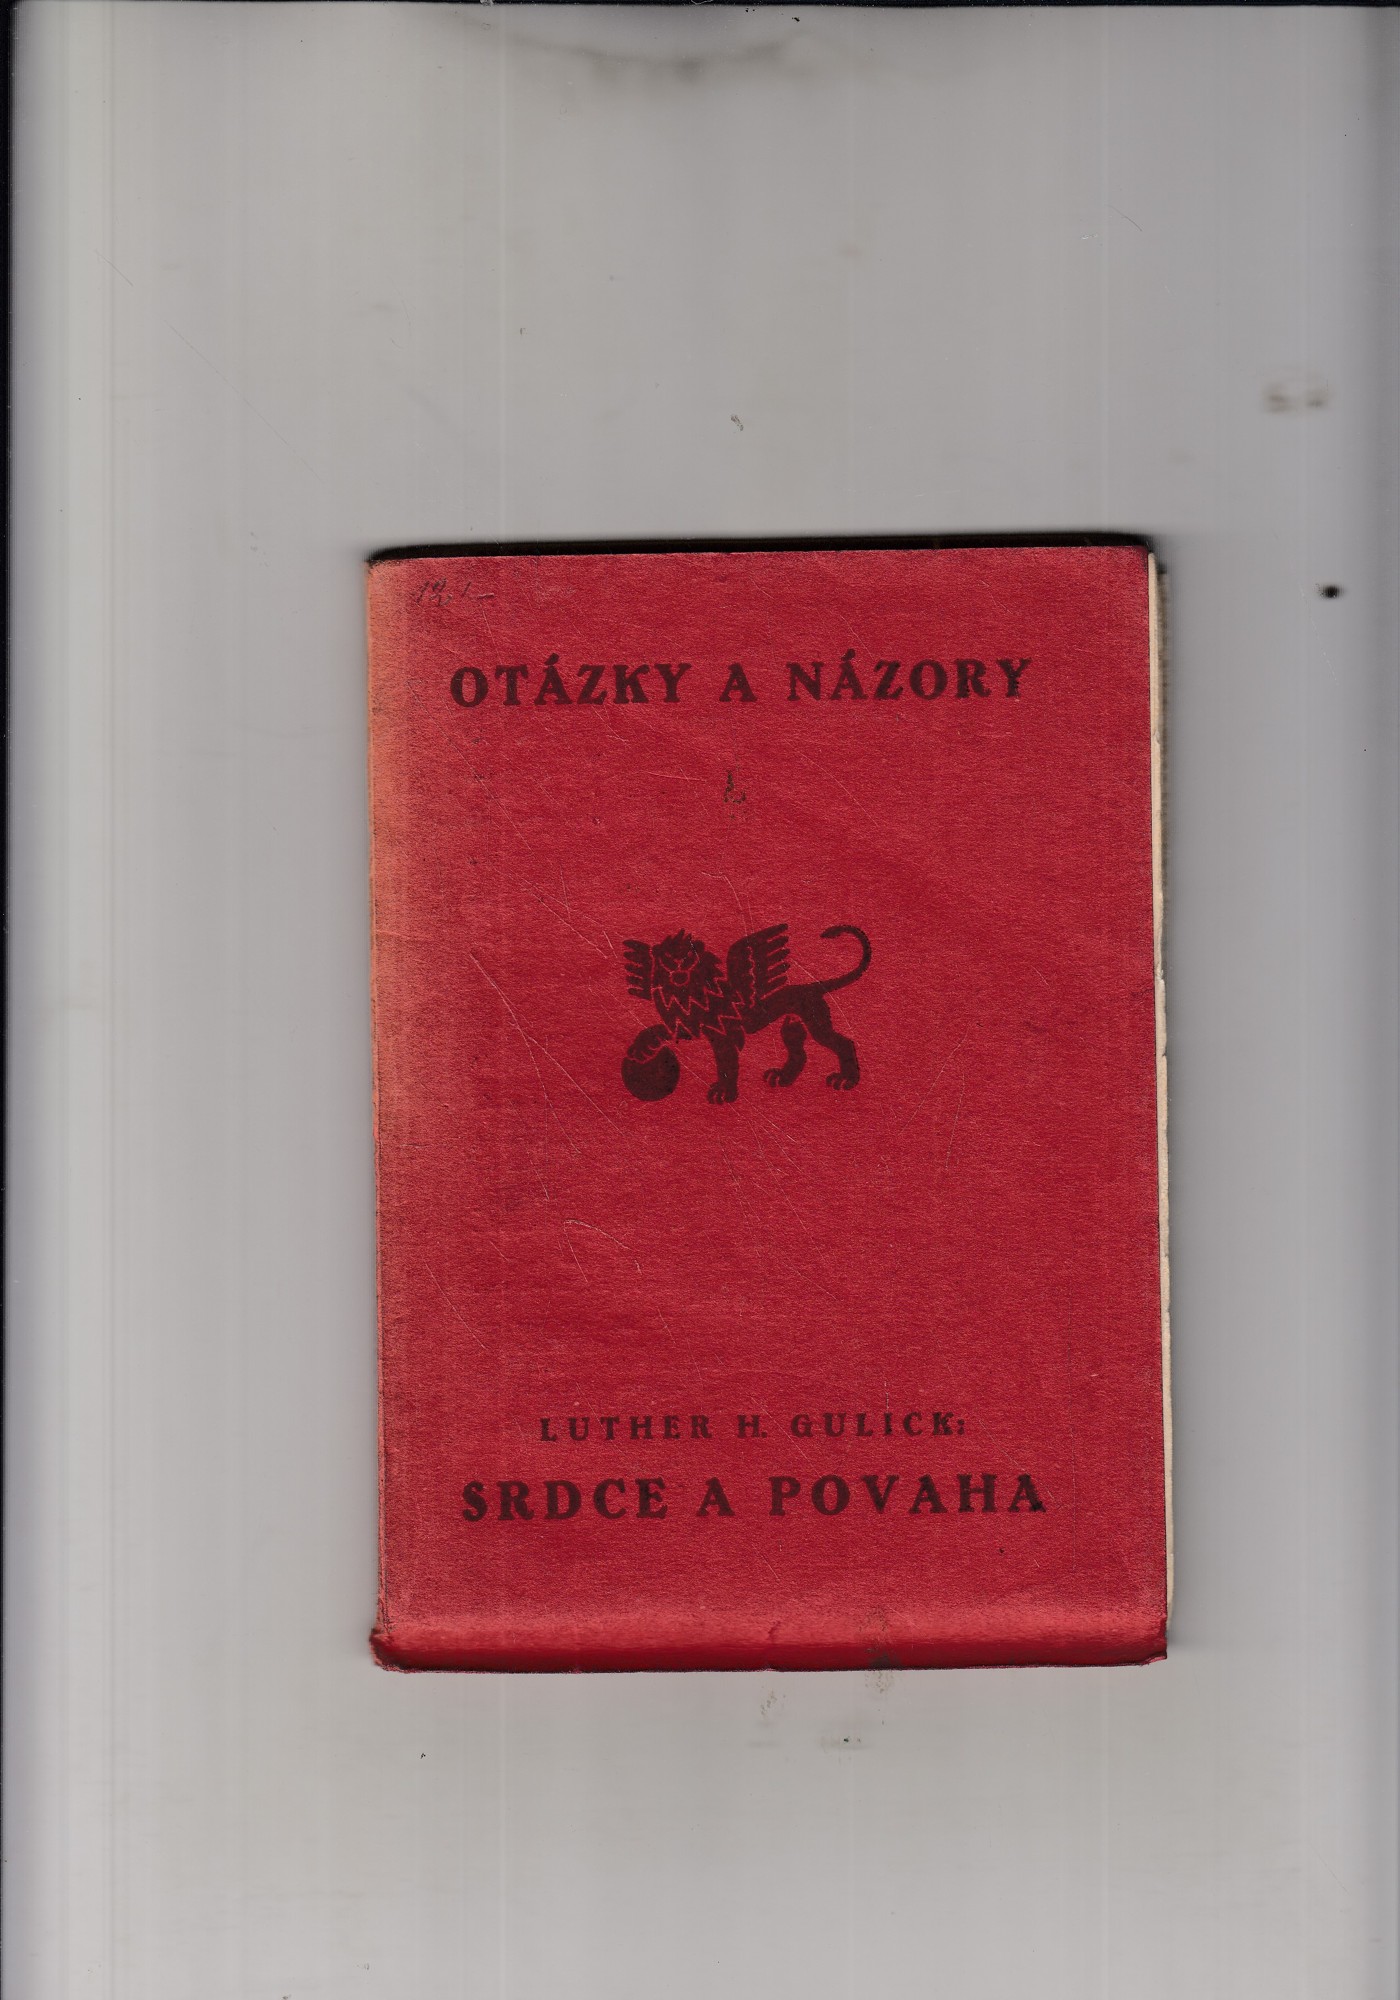 OTÁZKY A NÁZORY
LUTHER H. GULICK:
SRDCE A POVAHA